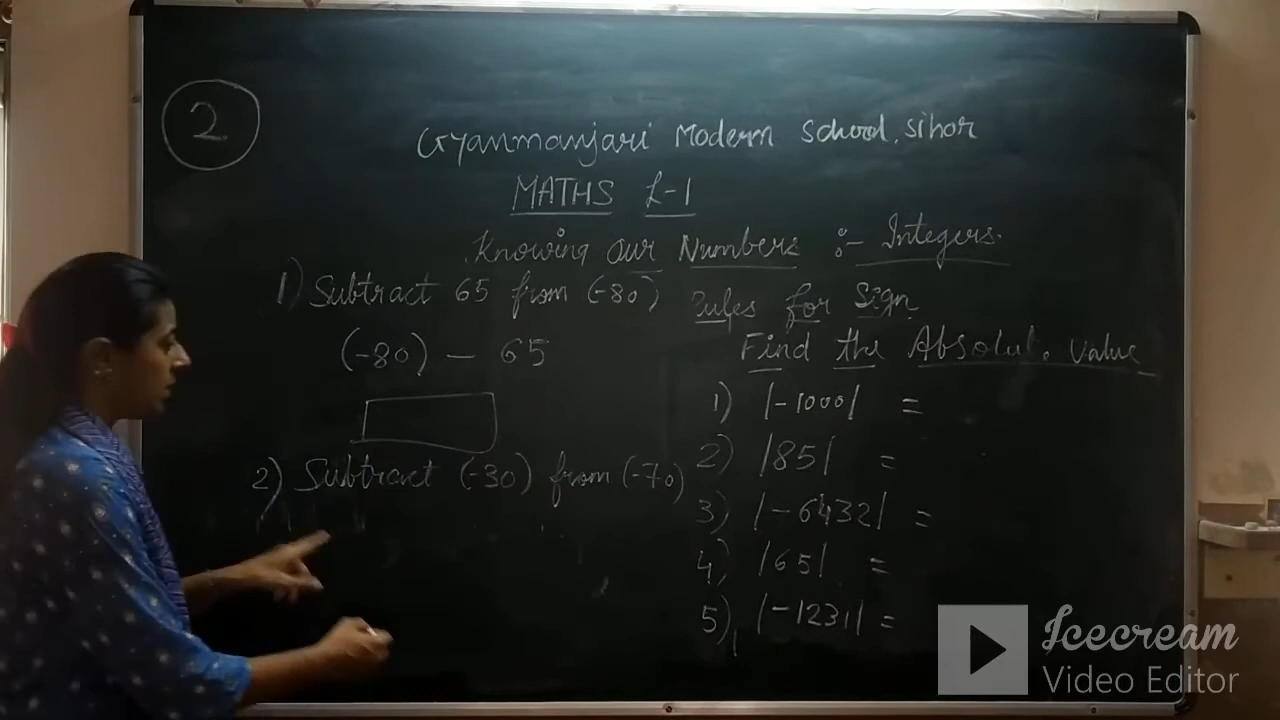 2
Gyanmanjari Modern School, Sihor
MATHS L-1
Knowing Our Numbers :- Integers.
1) Subtract 65 from (-80)
(-80) - 65
2) Subtract (-30) from (-70)
Rules for Sign
Find the Absolut. Value
1) |-1000| =
2) |85| =
3) |-6432| =
4) |65| =
5) |-1231| =
Icecream
Video Editor